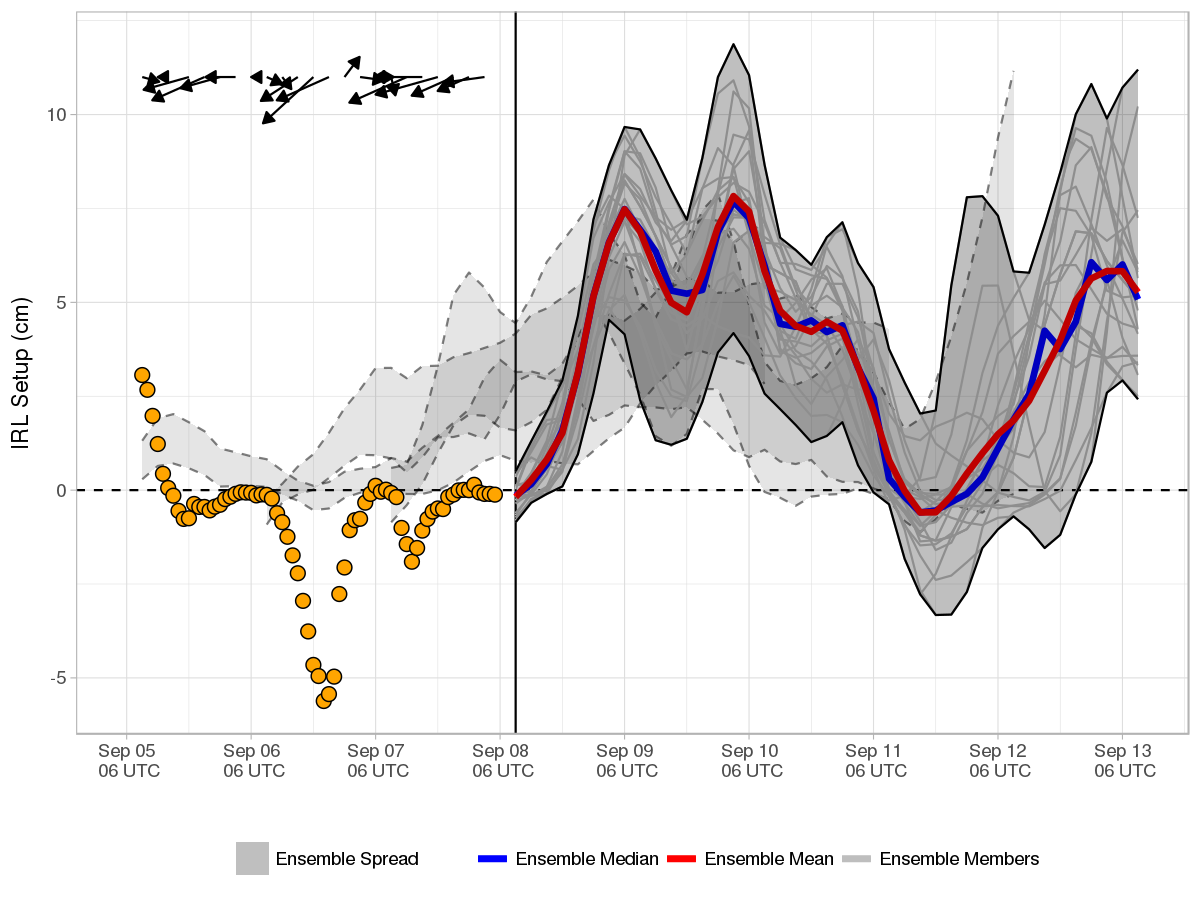 IRL Setup (cm)
10
5
0
-5
Sep 05 Sep 06 Sep 07 Sep 08 Sep 09 Sep 10 Sep 11 Sep 12 Sep 13
06 UTC 06 UTC 06 UTC 06 UTC 06 UTC 06 UTC 06 UTC 06 UTC 06 UTC
Ensemble Spread Ensemble Median Ensemble Mean Ensemble Members